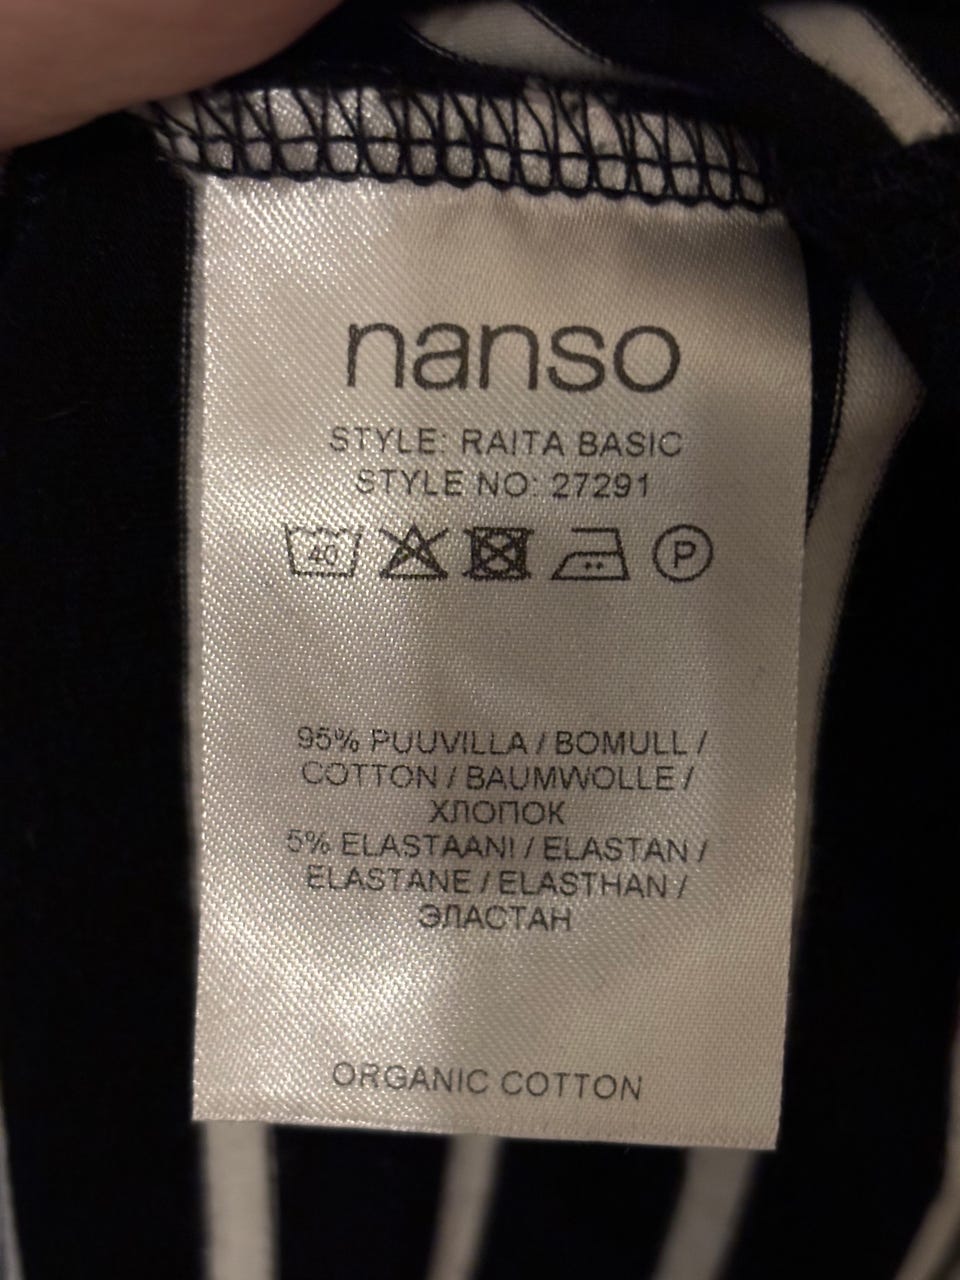 nanso
STYLE: RAITA BASIC
STYLE NO: 27291
40 P
95% PUUVILLA / BOMULL /
COTTON / BAUMWOLLE /
ХЛОПОК
5% ELASTAANI / ELASTAN /
ELASTANE / ELASTHAN /
ЭЛАСТАН
ORGANIC COTTON